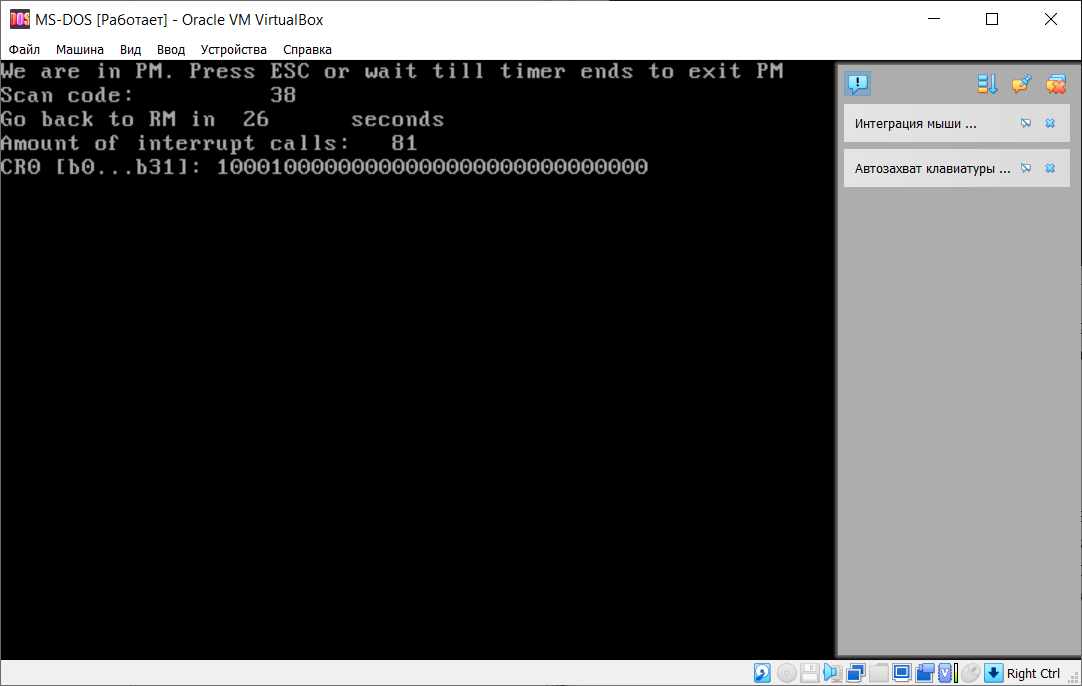 MS-DOS [Работает] - Oracle VM VirtualBox
Файл Машина Вид Ввод Устройства Справка
We are in PM. Press ESC or wait till timer ends to exit PM
Scan code: 38
Go back to RM in 26 seconds
Amount of interrupt calls: 81
CR0 [b0...b31]: 10001000000000000000000000000000
Интеграция мыши ...
Автозахват клавиатуры ...
Right Ctrl